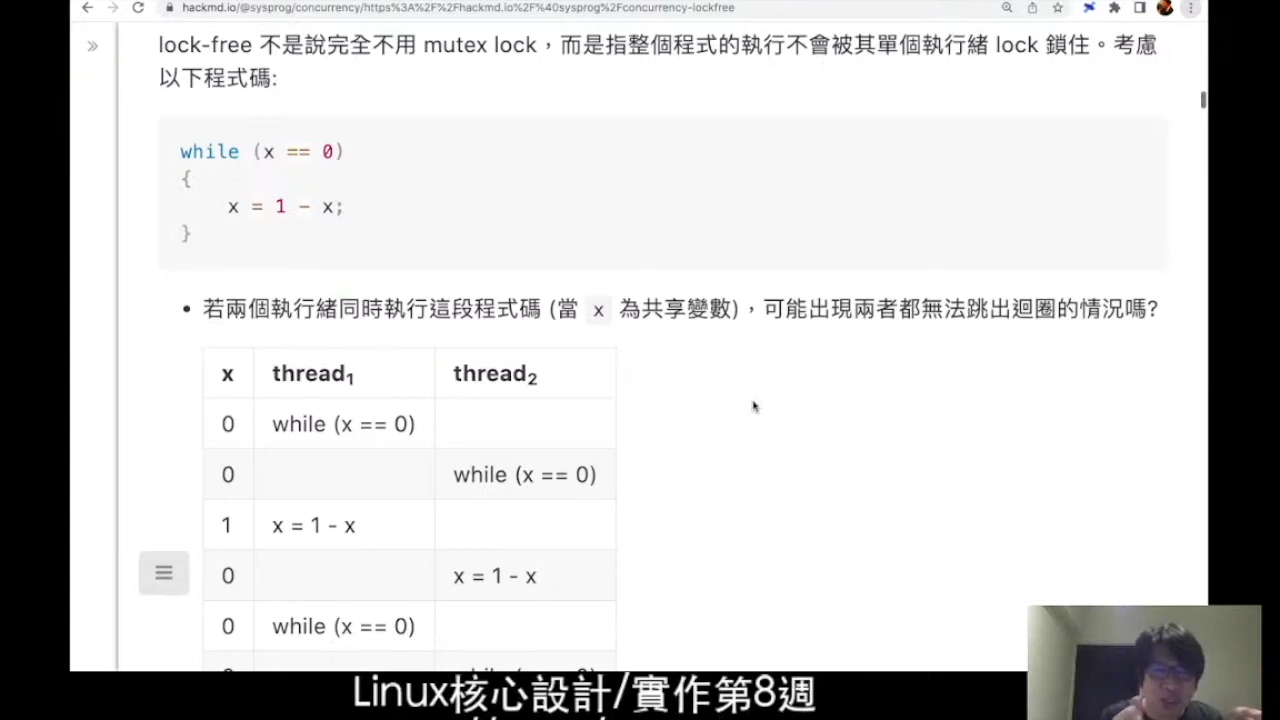 hackmd.io/@sysprog/concurrency/https%3A%2F%2Fhackmd.io%2F%40sysprog%2Fconcurrency-lockfree
lock-free 不是說完全不用 mutex lock，而是指整個程式的執行不會被其單個執行緒 lock 鎖住。考慮
以下程式碼:
while (x == 0)
{
x = 1 - x;
}
• 若兩個執行緒同時執行這段程式碼 (當 x 為共享變數)，可能出現兩者都無法跳出迴圈的情況嗎?
x thread₁ thread₂
0 while (x == 0)
0 while (x == 0)
1 x = 1 - x
0 x = 1 - x
0 while (x == 0)
Linux核心設計/實作第8週